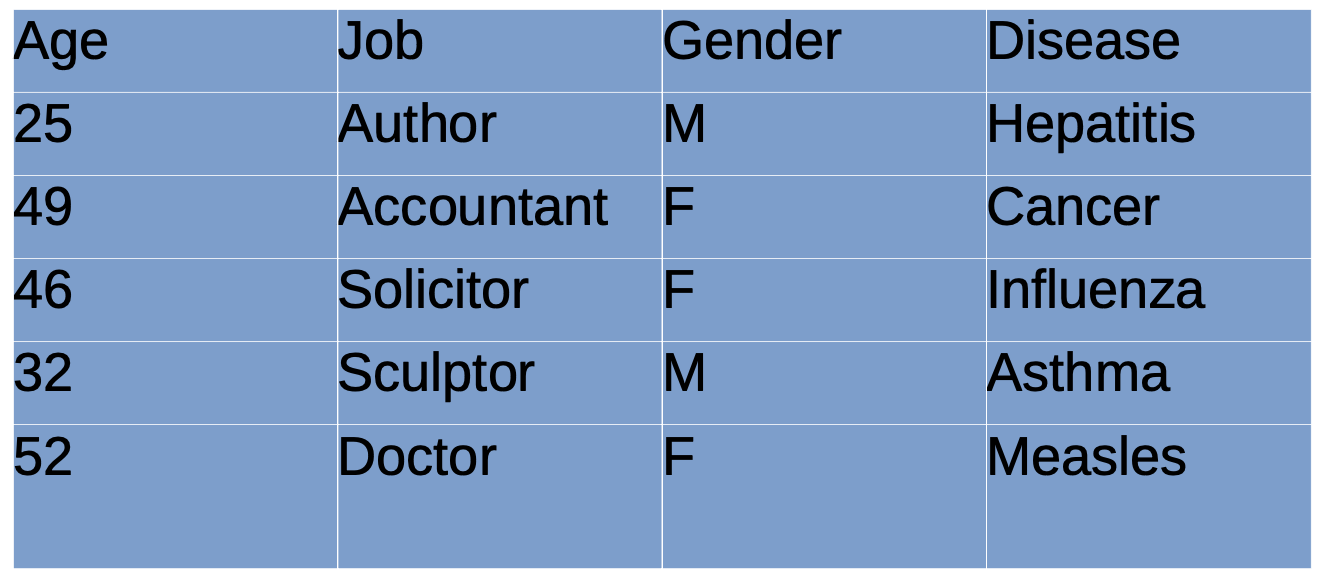 Age Job Gender Disease
25 Author M Hepatitis
49 Accountant F Cancer
46 Solicitor F Influenza
32 Sculptor M Asthma
52 Doctor F Measles